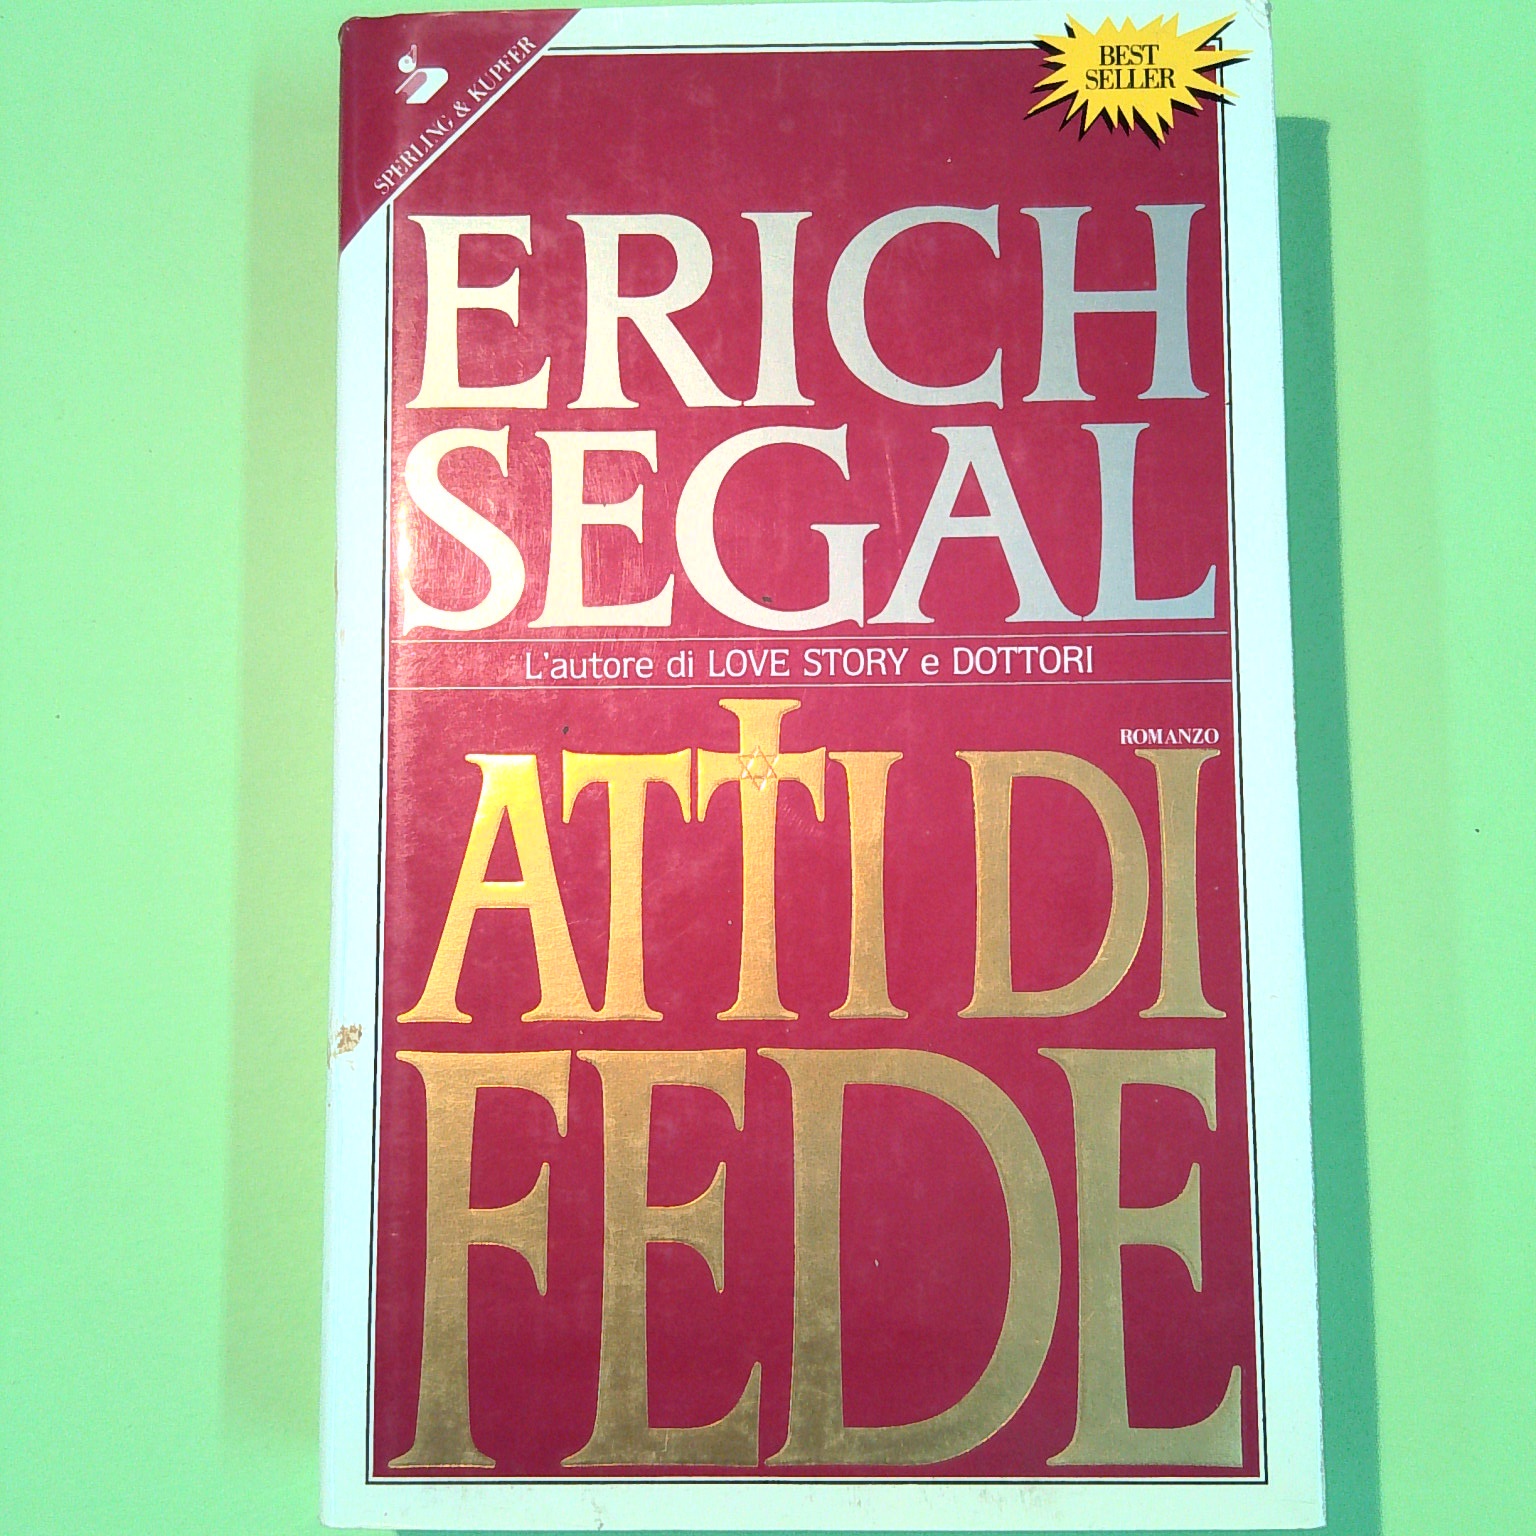 SPERLING & KUPFER
BEST
SELLER
ERICH
SEGAL
L'autore di LOVE STORY e DOTTORI
ROMANZO
ATTI DI
FEDE